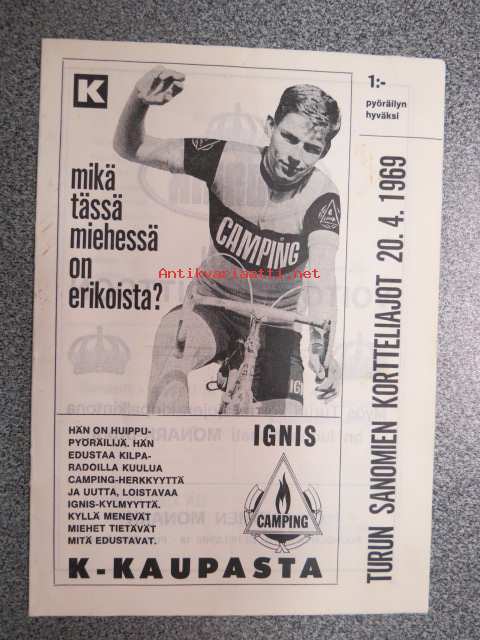 K
1:-
pyöräilyn
hyväksi
mikä
tässä
miehessä
on
erikoista?
CAMPING
Antikvariaatti.net
TURUN SANOMIEN KORTTELIAJOT 20.4.1969
HÄN ON HUIPPU-
PYÖRÄILIJÄ. HÄN
EDUSTAA KILPA-
RADOILLA KUULUA
CAMPING-HERKKYYTTÄ
JA UUTTA, LOISTAVAA
IGNIS-KYLMYYTTÄ.
KYLLÄ MENEVÄT
MIEHET TIETÄVÄT
MITÄ EDUSTAVAT.
IGNIS
CAMPING
K-KAUPASTA